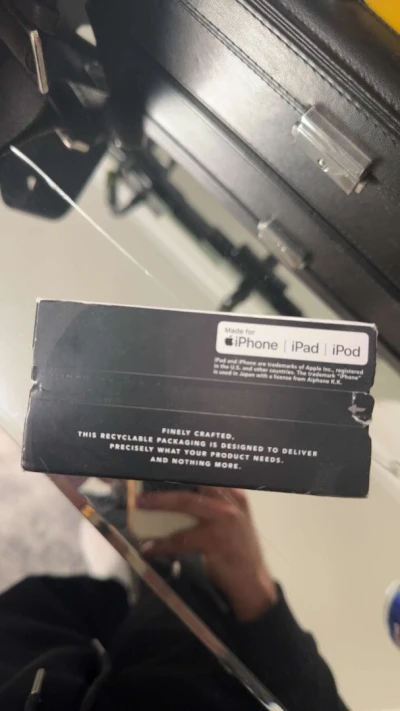 Made for
iPhone | iPad | iPod
iPod and iPhone are trademarks of Apple Inc., registered
in the U.S. and other countries. The trademark "iPhone"
is used in Japan with a license from Aiphone K.K.
FINELY CRAFTED,
THIS RECYCLABLE PACKAGING IS DESIGNED TO DELIVER
PRECISELY WHAT YOUR PRODUCT NEEDS.
AND NOTHING MORE.